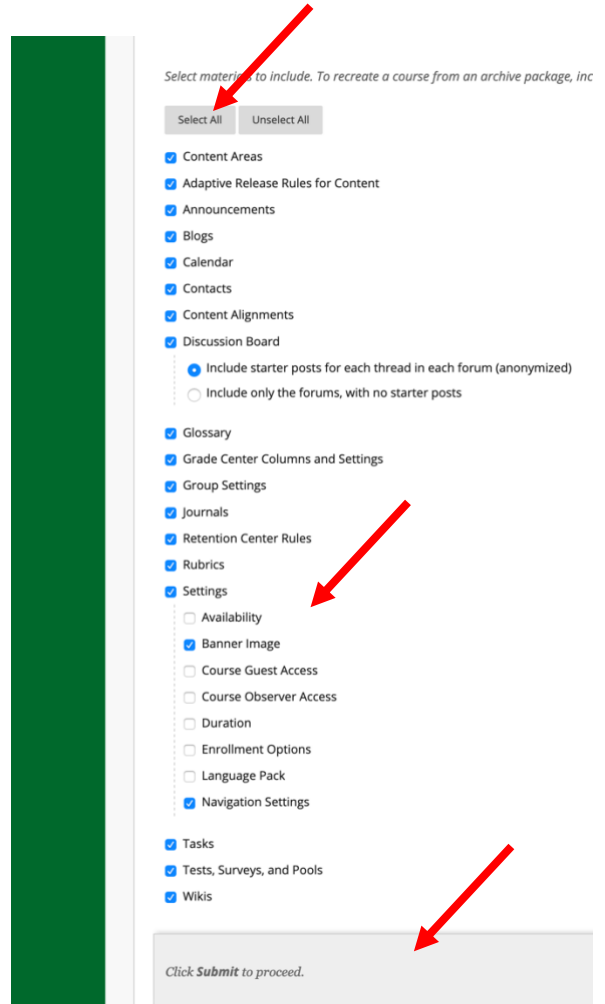 Select materials to include. To recreate a course from an archive package, inc
Select All Unselect All
Content Areas
Adaptive Release Rules for Content
Announcements
Blogs
Calendar
Contacts
Content Alignments
Discussion Board
Include starter posts for each thread in each forum (anonymized)
Include only the forums, with no starter posts
Glossary
Grade Center Columns and Settings
Group Settings
Journals
Retention Center Rules
Rubrics
Settings
Availability
Banner Image
Course Guest Access
Course Observer Access
Duration
Enrollment Options
Language Pack
Navigation Settings
Tasks
Tests, Surveys, and Pools
Wikis
Click Submit to proceed.